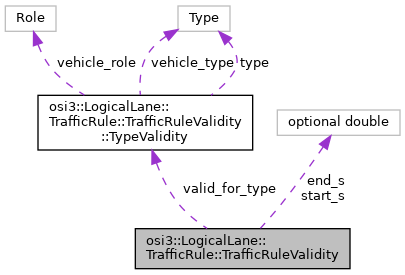 Role
Type
vehicle_role
vehicle_type
type
osi3::LogicalLane::
TrafficRule::TrafficRuleValidity
::TypeValidity
optional double
valid_for_type
end_s
start_s
osi3::LogicalLane::
TrafficRule::TrafficRuleValidity